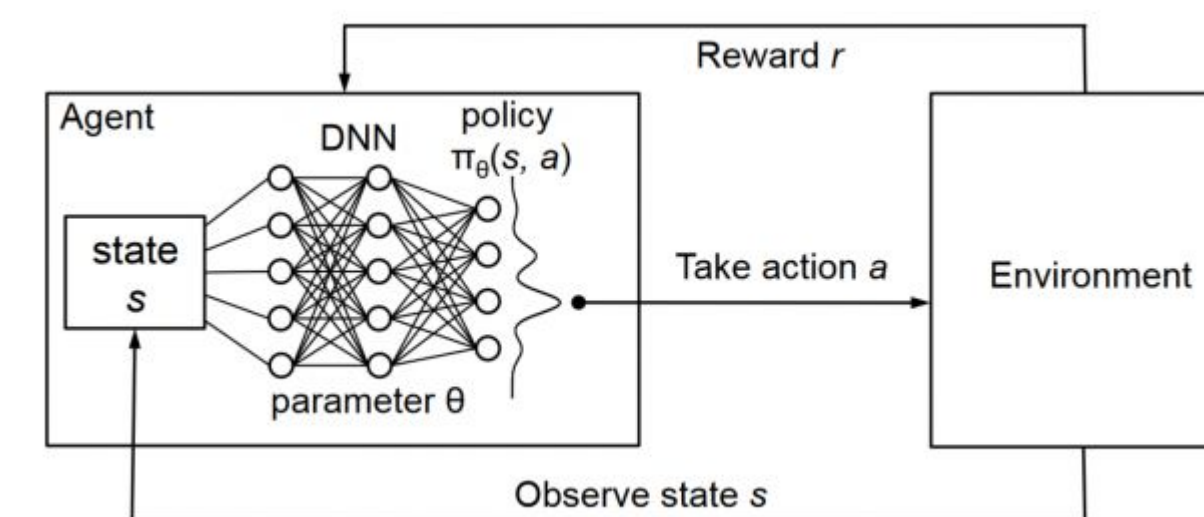 Reward r
Agent
DNN
policy
πθ(s, a)
state
s
Take action a
Environment
parameter θ
Observe state s